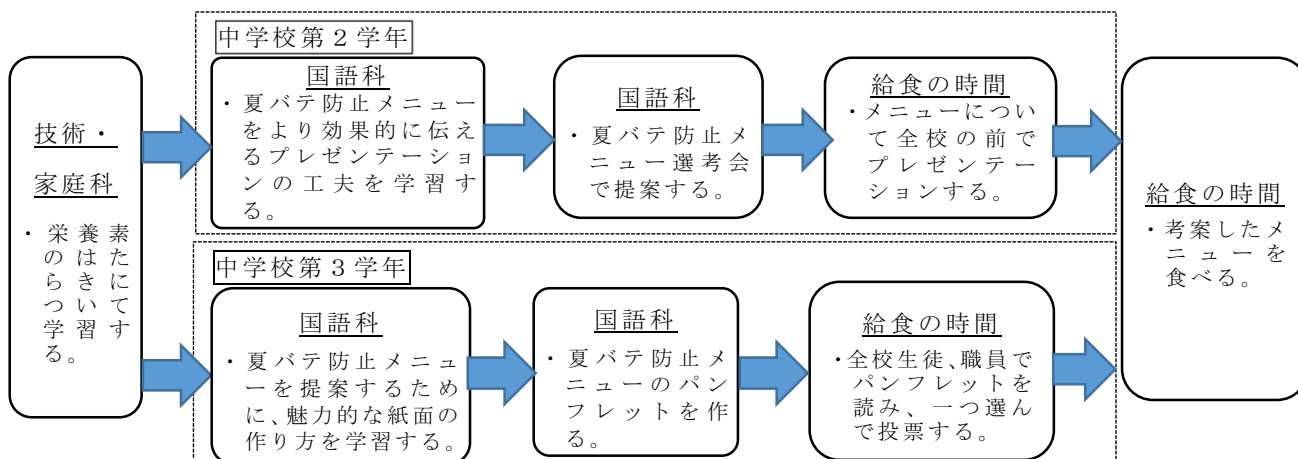 技術・
家庭科
・栄養素
のはた
らきに
ついて
学習す
る。
中学校第２学年
国語科
・夏バテ防止メニュー
をより効果的に伝え
るプレゼンテーショ
ンの工夫を学習す
る。
国語科
・夏バテ防止メ
ニュー選考会
で提案する。
給食の時間
・メニューについ
て全校の前で
プレゼンテー
ションする。
中学校第３学年
国語科
・夏バテ防止メニュ
ーを提案するため
に、魅力的な紙面の
作り方を学習する。
国語科
・夏バテ防止メ
ニューのパン
フレットを作
る。
給食の時間
・全校生徒、職員で
パンフレットを
読み、一つ選ん
で投票する。
給食の時間
・考案したメ
ニューを
食べる。